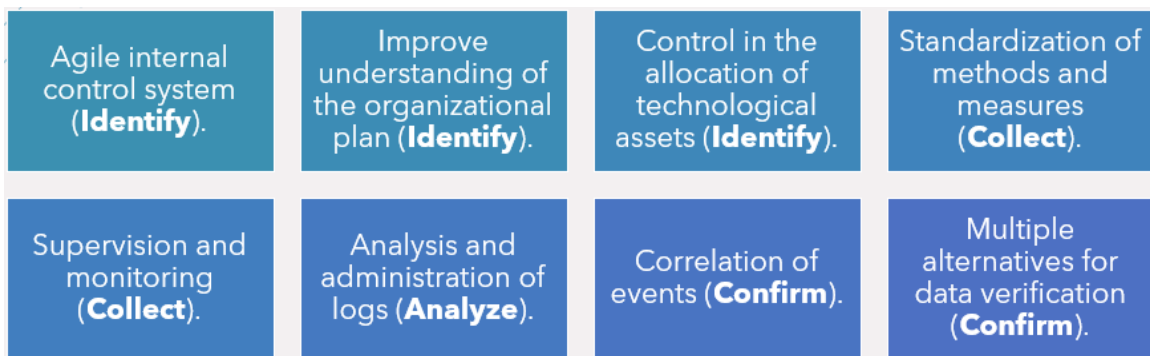 Agile internal
control system
(Identify).
Improve
understanding of
the organizational
plan (Identify).
Control in the
allocation of
technological
assets (Identify).
Standardization of
methods and
measures
(Collect).
Supervision and
monitoring
(Collect).
Analysis and
administration of
logs (Analyze).
Correlation of
events (Confirm).
Multiple
alternatives for
data verification
(Confirm).